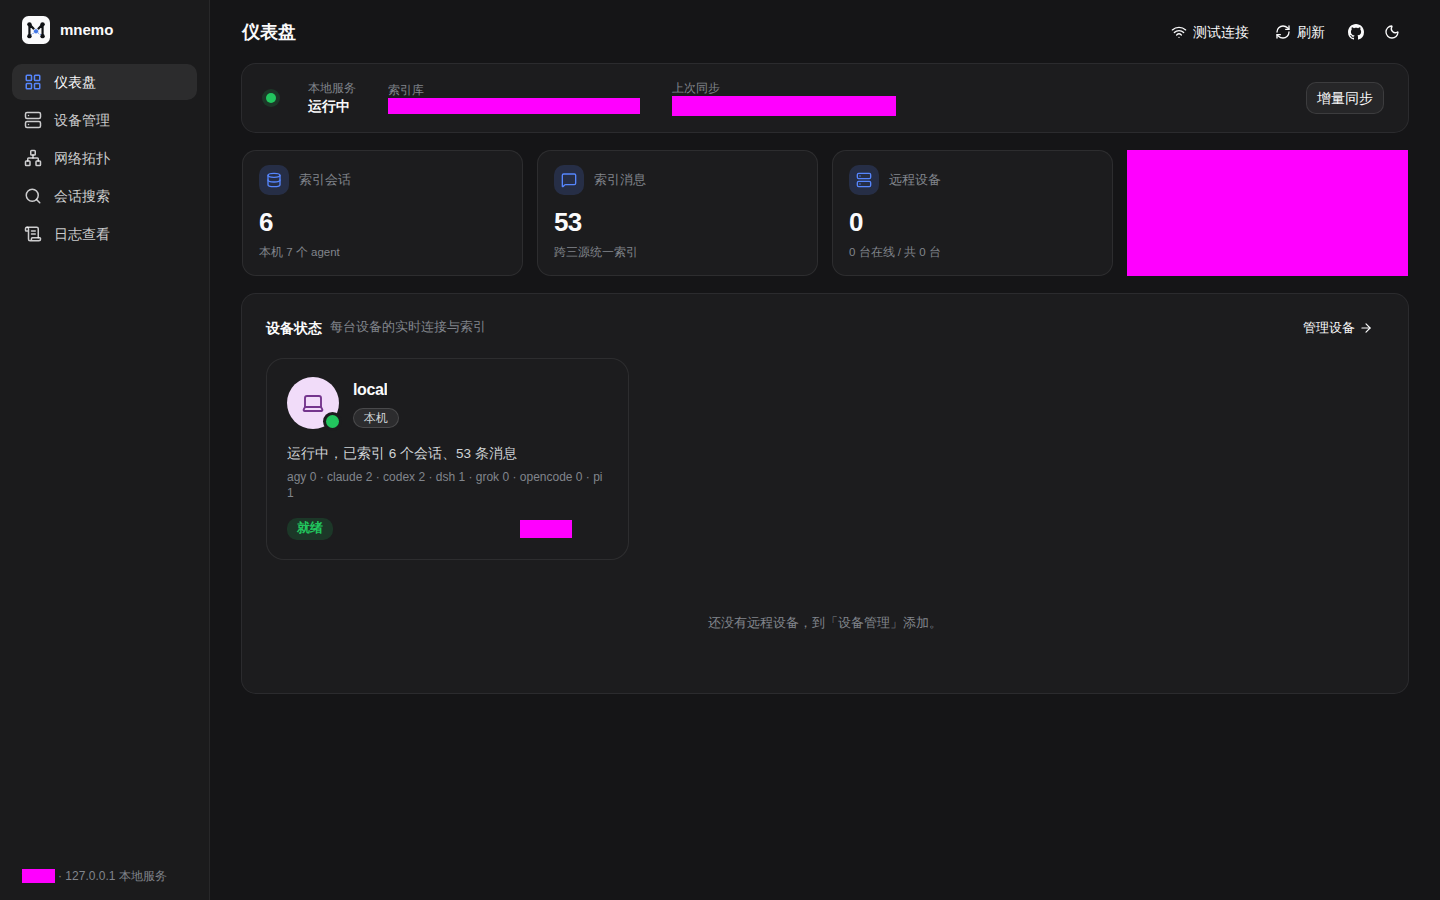 mnemo
仪表盘
设备管理
网络拓扑
会话搜索
日志查看
· 127.0.0.1 本地服务
仪表盘
测试连接
刷新
本地服务
运行中
索引库
上次同步
增量同步
索引会话
6
本机 7 个 agent
索引消息
53
跨三源统一索引
远程设备
0
0 台在线 / 共 0 台
设备状态 每台设备的实时连接与索引
管理设备
local
本机
运行中，已索引 6 个会话、53 条消息
agy 0 · claude 2 · codex 2 · dsh 1 · grok 0 · opencode 0 · pi
1
就绪
还没有远程设备，到「设备管理」添加。